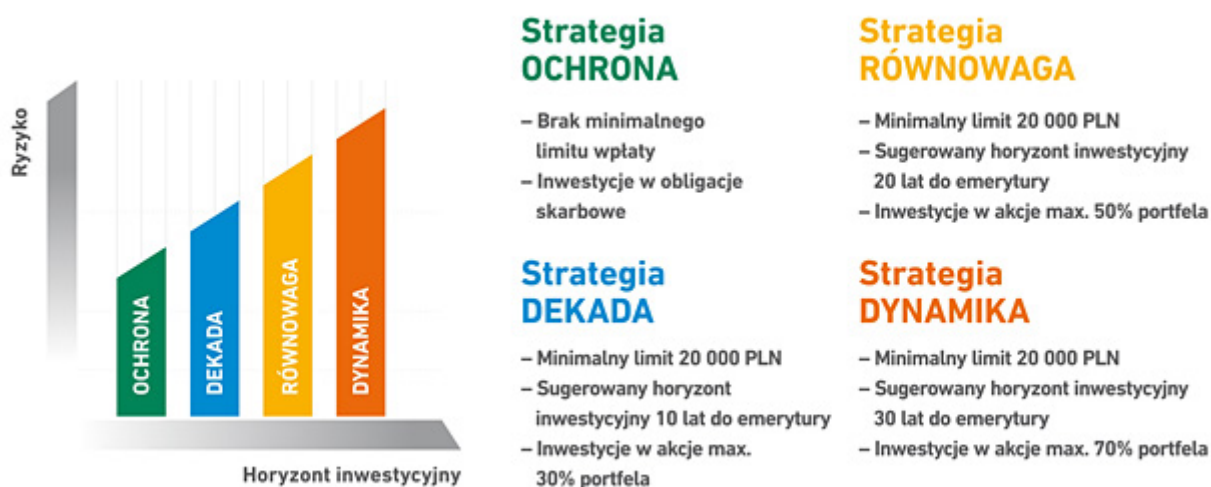 Ryzyko
OCHRONA
DEKADA
RÓWNOWAGA
DYNAMIKA
Horyzont inwestycyjny
Strategia
OCHRONA
– Brak minimalnego
limitu wpłaty
– Inwestycje w obligacje
skarbowe
Strategia
RÓWNOWAGA
– Minimalny limit 20 000 PLN
– Sugerowany horyzont inwestycyjny
20 lat do emerytury
– Inwestycje w akcje max. 50% portfela
Strategia
DEKADA
– Minimalny limit 20 000 PLN
– Sugerowany horyzont
inwestycyjny 10 lat do emerytury
– Inwestycje w akcje max.
30% portfela
Strategia
DYNAMIKA
– Minimalny limit 20 000 PLN
– Sugerowany horyzont inwestycyjny
30 lat do emerytury
– Inwestycje w akcje max. 70% portfela